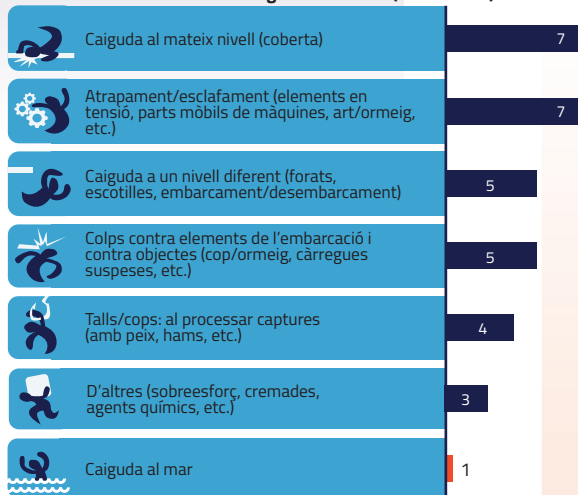 Caiguda al mateix nivell (coberta)
7
Atrapament/esclafament (elements en
tensió, parts mòbils de màquines, art/ormeig,
etc.)
7
Caiguda a un nivell diferent (forats,
escotilles, embarcament/desembarcament)
5
Colps contra elements de l'embarcació i
contra objectes (cop/ormeig, càrregues
suspeses, etc.)
5
Talls/cops: al processar captures
(amb peix, hams, etc.)
4
D'altres (sobreesforç, cremades,
agents químics, etc.)
3
Caiguda al mar
1